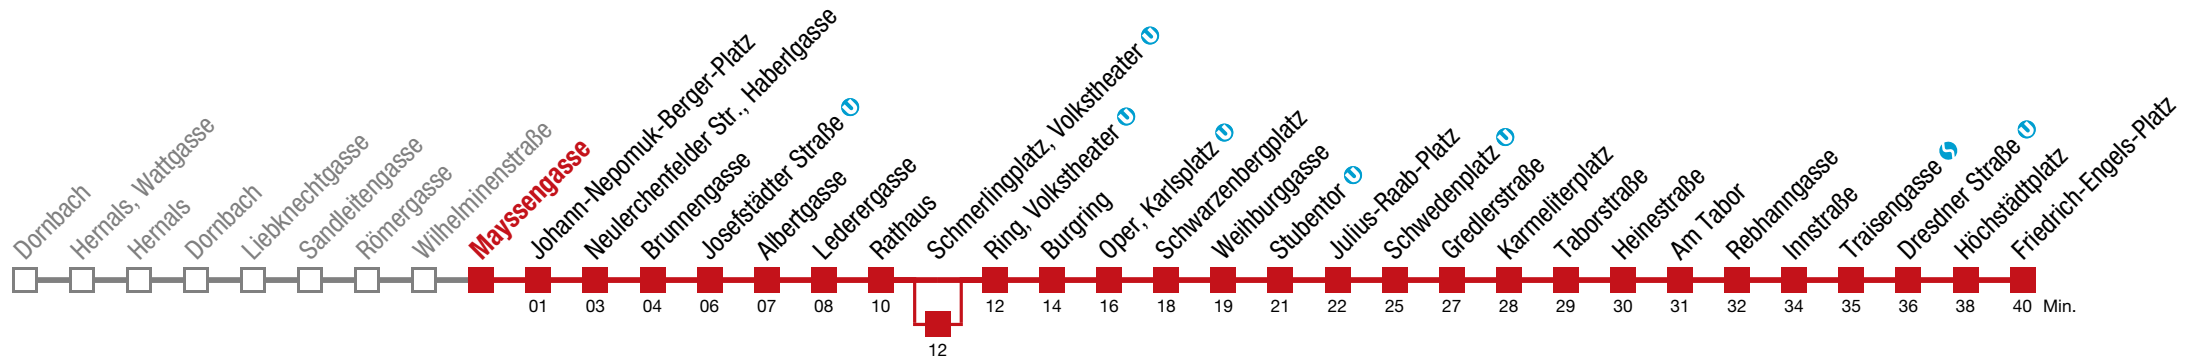 Dornbach
Hernals, Wattgasse
Hernals
Dornbach
Liebknechtgasse
Sandleitengasse
Römergasse
Wilhelminenstraße
Mayssengasse
Johann-Nepomuk-Berger-Platz
Neulerchenfelder Str., Haberlgasse
Brunnengasse
Josefstädter Straße U
Albertgasse
Lederergasse
Rathaus
Schmerlingplatz, Volkstheater U
Ring, Volkstheater U
Burgring
Oper, Karlsplatz U
Schwarzenbergplatz
Weihburggasse
Stubentor U
Julius-Raab-Platz
Schwedenplatz U
Gredlerstraße
Karmeliterplatz
Taborstraße
Heinestraße
Am Tabor
Rebhanngasse
Innstraße
Traisengasse S
Dresdner Straße U
Höchstädtplatz
Friedrich-Engels-Platz
01 03 04 06 07 08 10 12 14 16 18 19 21 22 25 27 28 29 30 31 32 34 35 36 38 40 Min.
12